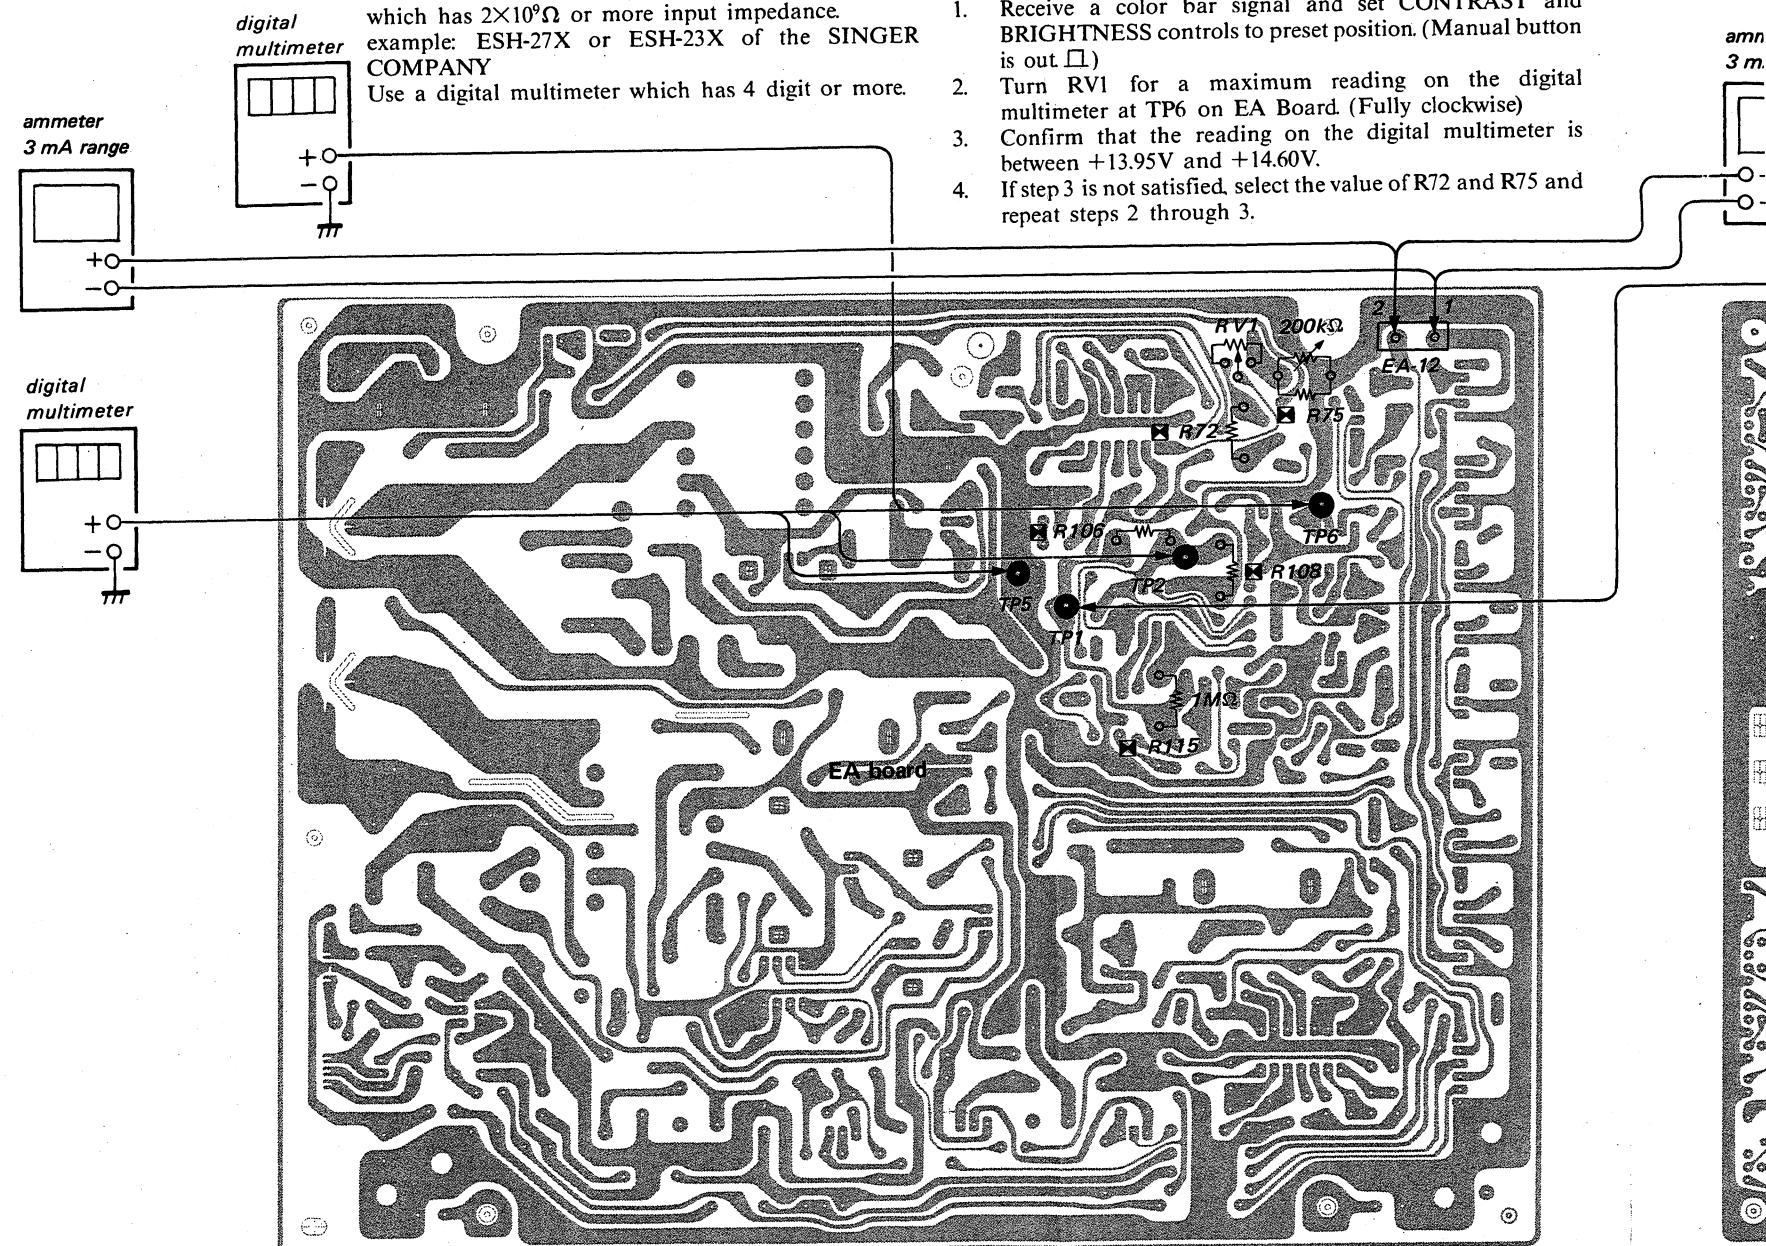 digital
multimeter
which has 2×10⁹Ω or more input impedance.
example: ESH-27X or ESH-23X of the SINGER
COMPANY
Use a digital multimeter which has 4 digit or more.
1. Receive a color bar signal and set CONTRAST and
BRIGHTNESS controls to preset position. (Manual button
is out )
2. Turn RV1 for a maximum reading on the digital
multimeter at TP6 on EA Board. (Fully clockwise)
3. Confirm that the reading on the digital multimeter is
between +13.95V and +14.60V.
4. If step 3 is not satisfied, select the value of R72 and R75 and
repeat steps 2 through 3.
3 m
ammeter
3 mA range
+
−
+
−
digital
multimeter
+
−
2 1
RV1 200kΩ
EA-12
R75
R72
R106
TP6
TP2
R108
TP5
TP1
1MΩ
R115
EA board